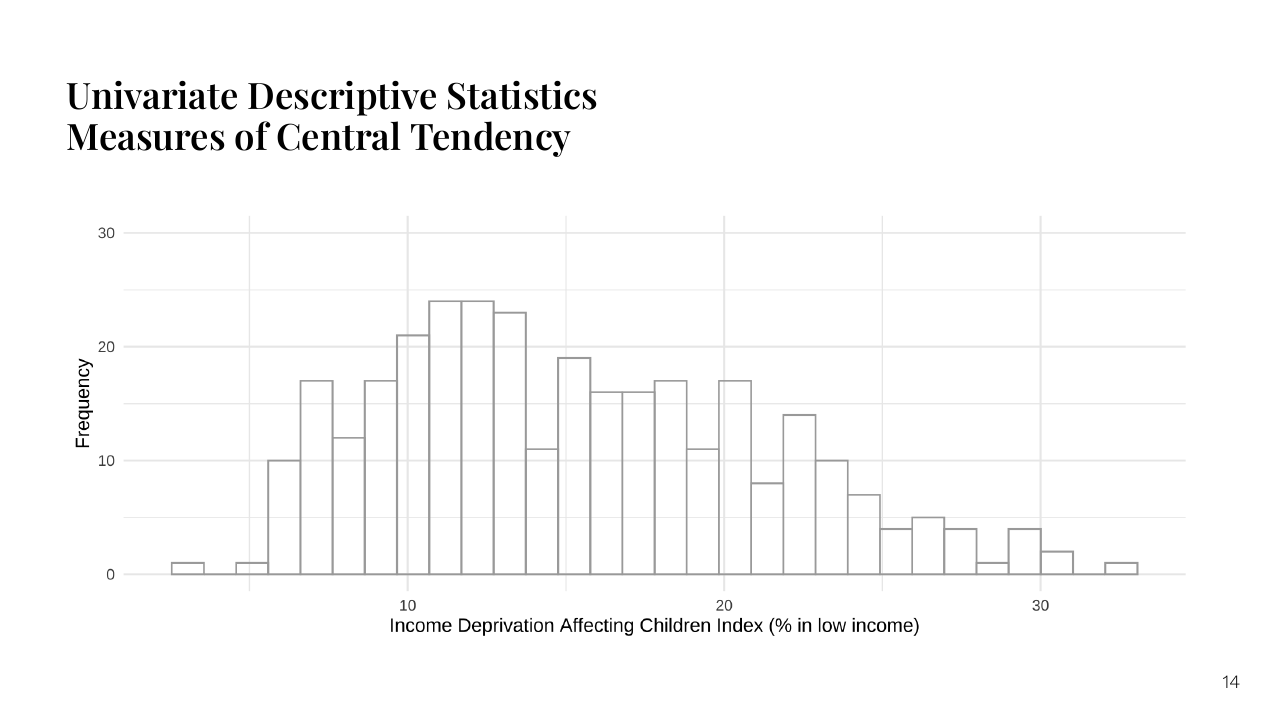 Univariate Descriptive Statistics
Measures of Central Tendency
30
20
10
0
Frequency
10
20
30
Income Deprivation Affecting Children Index (% in low income)
14